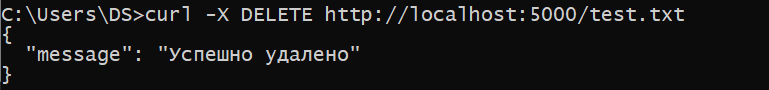 C:\Users\DS>curl -X DELETE http://localhost:5000/test.txt
{
  "message": "Успешно удалено"
}